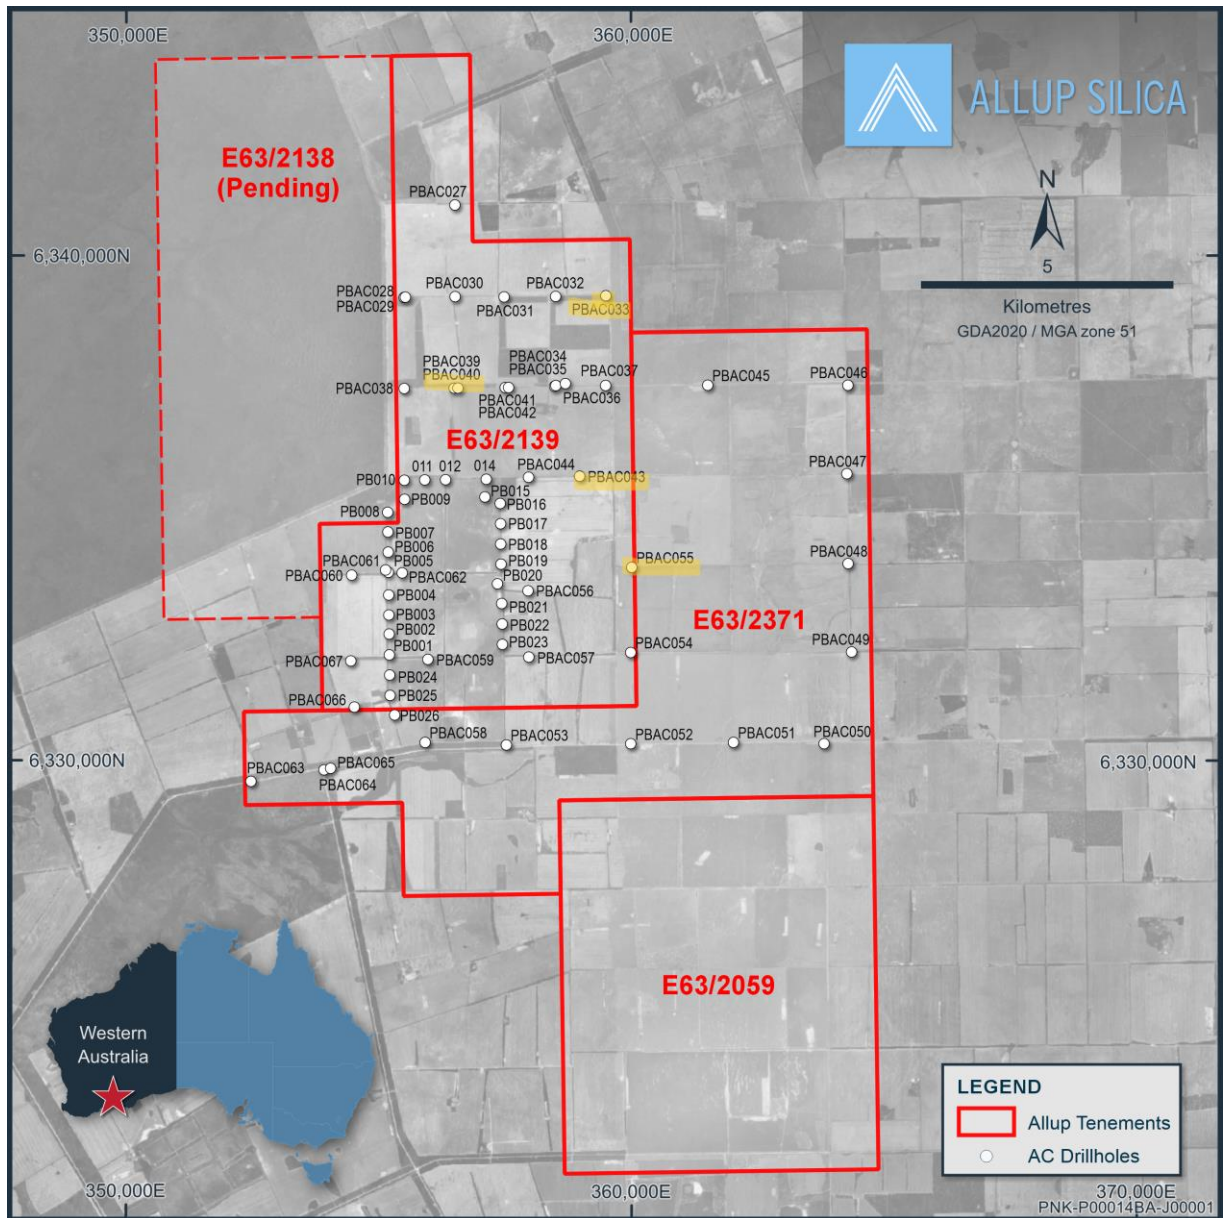 350,000E
360,000E
ALLUP SILICA
E63/2138
(Pending)
PBAC027
N
6,340,000N
5
Kilometres
GDA2020 / MGA zone 51
PBAC028
PBAC029
PBAC030
PBAC031
PBAC032
PBAC033
PBAC039
PBAC040
PBAC034
PBAC035
PBAC037
PBAC038
PBAC041
PBAC042
PBAC036
PBAC045
PBAC046
E63/2139
PBAC044
PBAC043
PBAC047
PB010
011
012
014
PB009
PB015
PB016
PB008
PB017
PB007
PB006
PB018
PBAC061
PB005
PB019
PBAC055
PBAC048
PBAC060
PBAC062
PB020
PBAC056
PB004
PB021
PB003
PB022
E63/2371
PB002
PB023
PBAC054
PBAC049
PB001
PBAC067
PBAC059
PBAC057
PB024
PB025
PBAC066
PB026
PBAC058
PBAC053
PBAC052
PBAC051
PBAC050
6,330,000N
6,330,000N
PBAC063
PBAC065
PBAC064
E63/2059
Western
Australia
LEGEND
Allup Tenements
AC Drillholes
350,000E
360,000E
370,000E
PNK-P00014BA-J00001